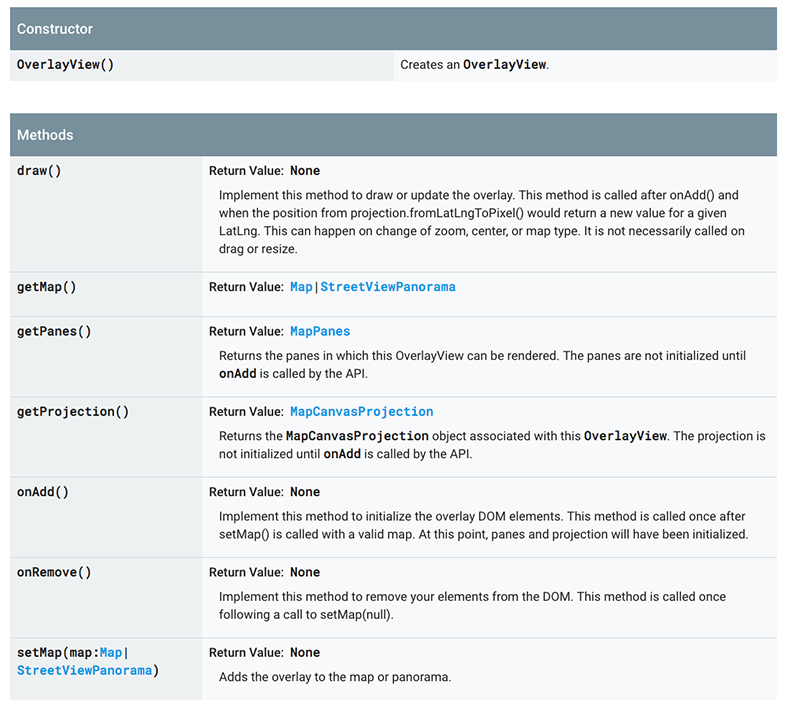 Constructor
OverlayView() Creates an OverlayView.
Methods
draw() Return Value: None
Implement this method to draw or update the overlay. This method is called after onAdd() and
when the position from projection.fromLatLngToPixel() would return a new value for a given
LatLng. This can happen on change of zoom, center, or map type. It is not necessarily called on
drag or resize.
getMap() Return Value: Map|StreetViewPanorama
getPanes() Return Value: MapPanes
Returns the panes in which this OverlayView can be rendered. The panes are not initialized until
onAdd is called by the API.
getProjection() Return Value: MapCanvasProjection
Returns the MapCanvasProjection object associated with this OverlayView. The projection is
not initialized until onAdd is called by the API.
onAdd() Return Value: None
Implement this method to initialize the overlay DOM elements. This method is called once after
setMap() is called with a valid map. At this point, panes and projection will have been initialized.
onRemove() Return Value: None
Implement this method to remove your elements from the DOM. This method is called once
following a call to setMap(null).
setMap(map:Map| Return Value: None
StreetViewPanorama) Adds the overlay to the map or panorama.